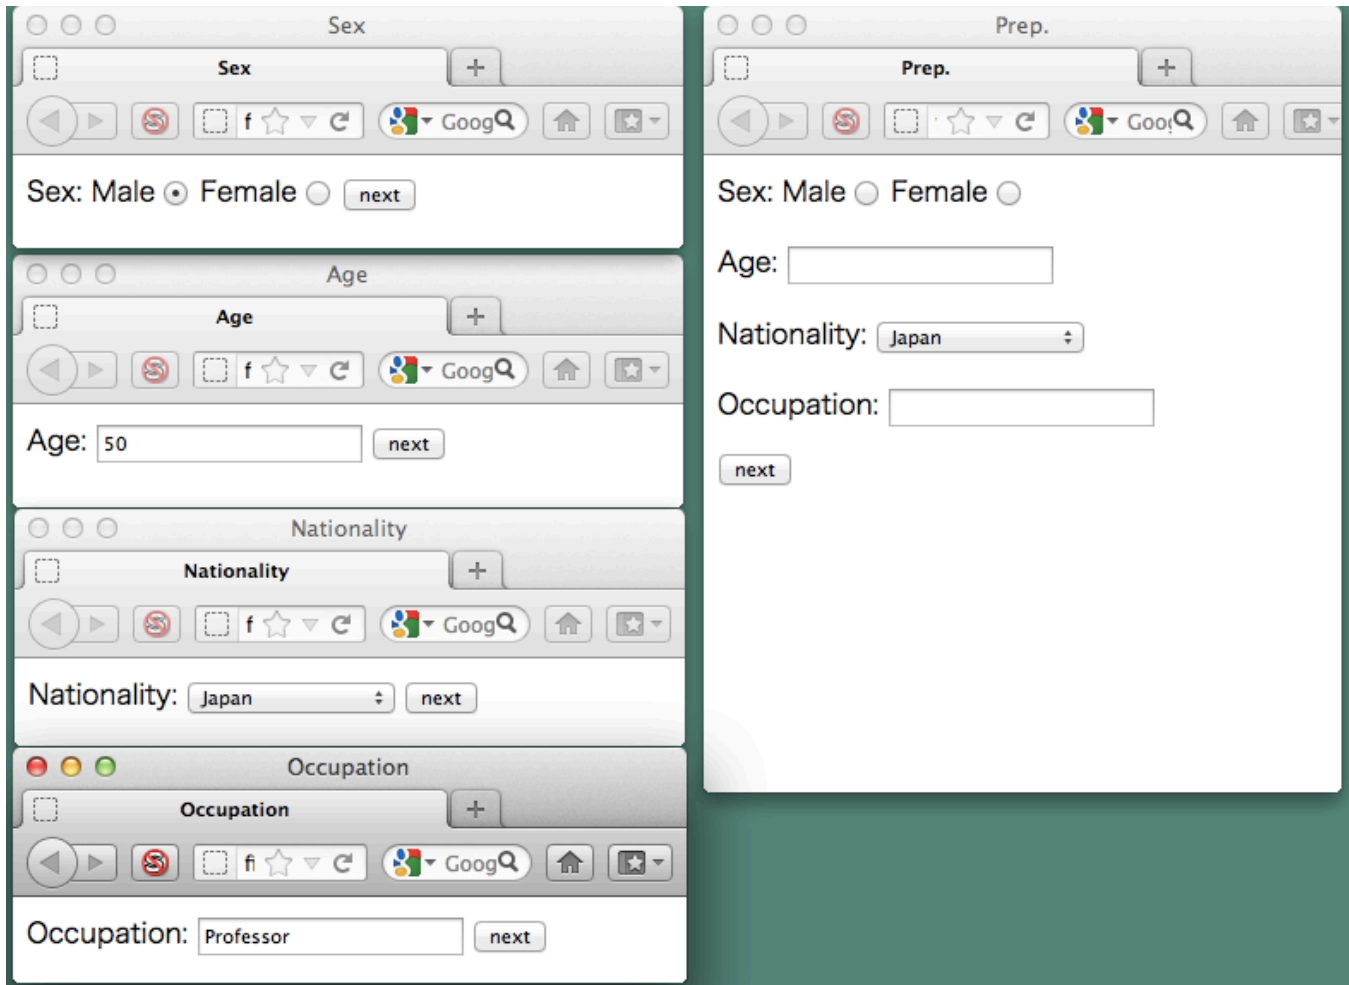 Sex
Sex
f Goog
Sex: Male Female next
Age
Age
f Goog
Age: 50 next
Nationality
Nationality
f Goog
Nationality: Japan next
Occupation
Occupation
fi Goog
Occupation: Professor next
Prep.
Prep.
Goo
Sex: Male Female
Age:
Nationality: Japan
Occupation:
next